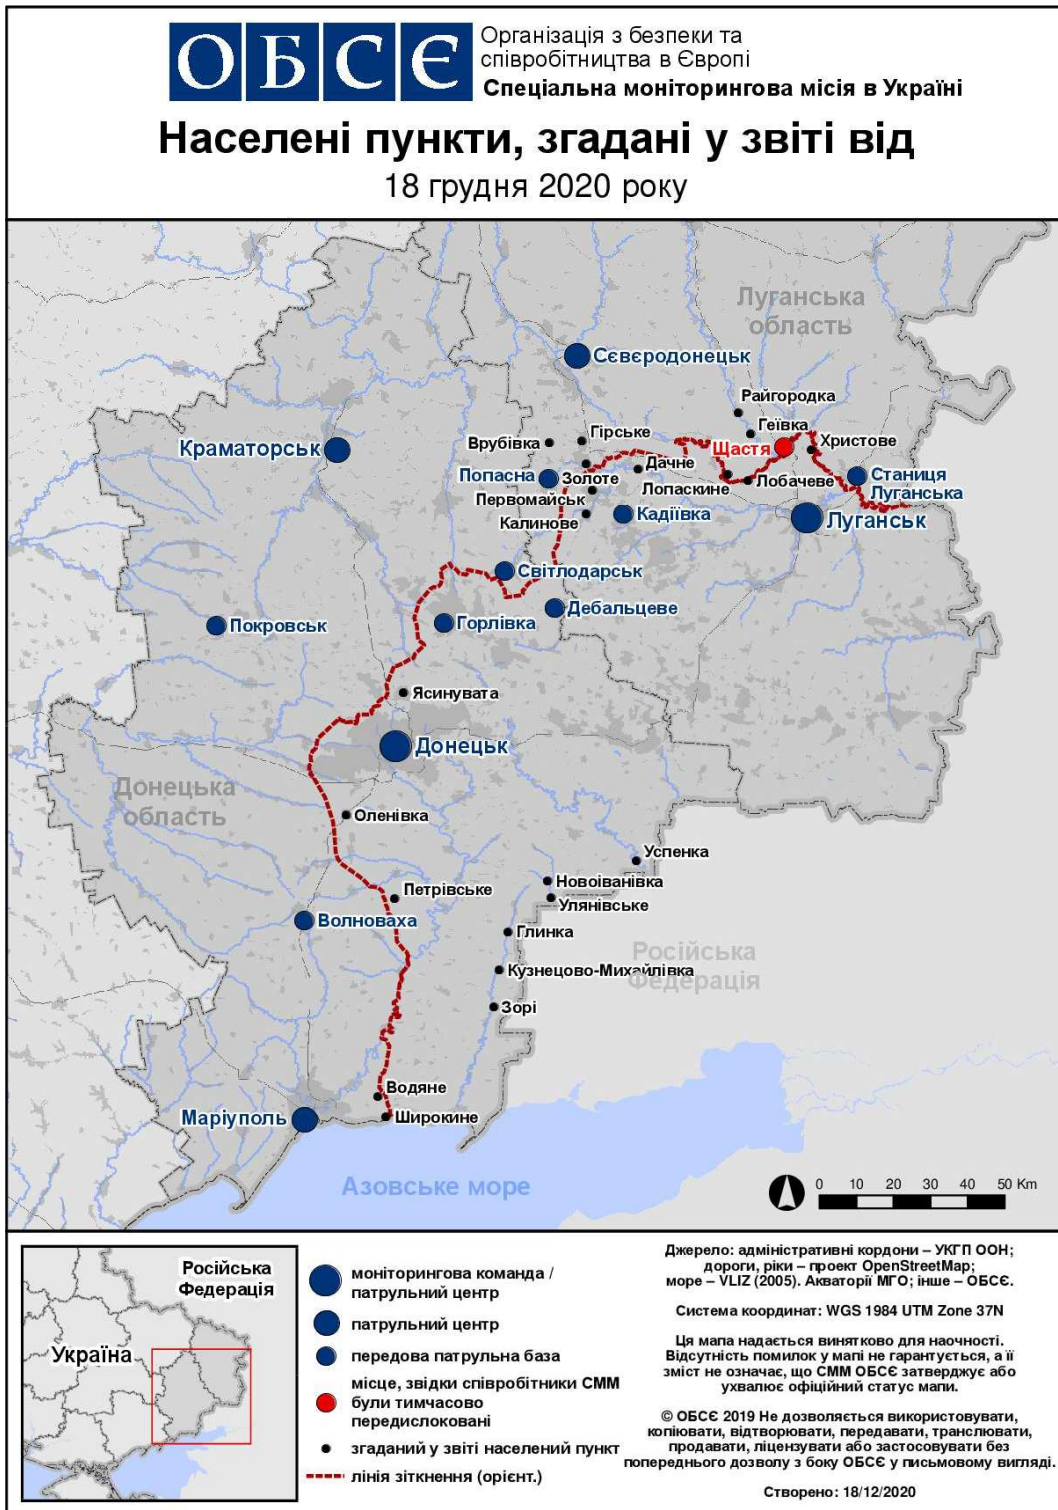 ОБСЄ
Організація з безпеки та
співробітництва в Європі
Спеціальна моніторингова місія в Україні
Населені пункти, згадані у звіті від
18 грудня 2020 року
Луганська
область
Сєвєродонецьк
Райгородка
Геївка
Гірське
Врубівка
Щастя
Христове
Краматорськ
Дачне
Попасна
Золоте
Станиця
Луганська
Лобачеве
Лопаскине
Первомайськ
Кадіївка
Калинове
Луганськ
Світлодарськ
Дебальцеве
Горлівка
Покровськ
Ясинувата
Донецьк
Донецька
область
Оленівка
Успенка
Новоіванівка
Петрівське
Улянівське
Волноваха
Глинка
Російська
Федерація
Кузнецово-Михайлівка
Зорі
Водяне
Маріуполь
Широкине
Азовське море
0 10 20 30 40 50 Km
Російська
Федерація
Україна
моніторингова команда /
патрульний центр
патрульний центр
передова патрульна база
місце, звідки співробітники СММ
були тимчасово
передислоковані
згаданий у звіті населений пункт
лінія зіткнення (орієнт.)
Джерело: адміністративні кордони – УКГП ООН;
дороги, ріки – проект OpenStreetMap;
море – VLIZ (2005). Акваторії МГО; інше – ОБСЄ.
Система координат: WGS 1984 UTM Zone 37N
Ця мапа надається винятково для наочності.
Відсутність помилок у мапі не гарантується, а її
зміст не означає, що СММ ОБСЄ затверджує або
ухвалює офіційний статус мапи.
© ОБСЄ 2019 Не дозволяється використовувати,
копіювати, відтворювати, передавати, транслювати,
продавати, ліцензувати або застосовувати без
попереднього дозволу з боку ОБСЄ у письмовому вигляді.
Створено: 18/12/2020